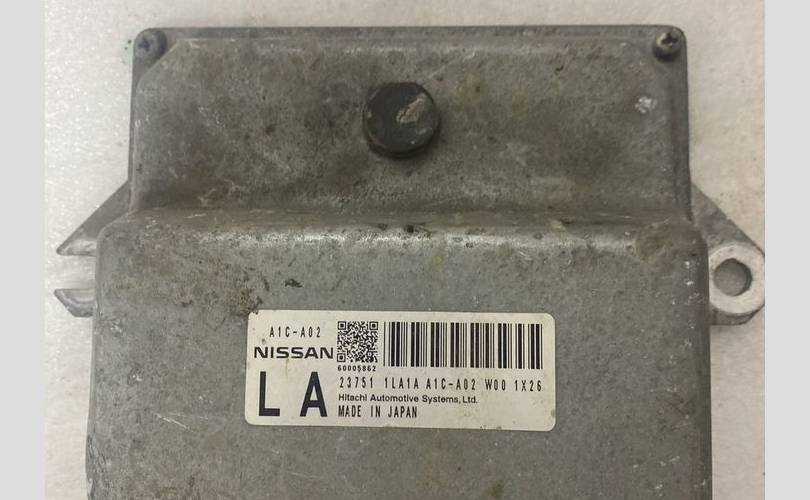 A1C-A02
NISSAN
60005862
LA
23751 1LA1A A1C-A02 W00 1X26
Hitachi Automotive Systems, Ltd.
MADE IN JAPAN